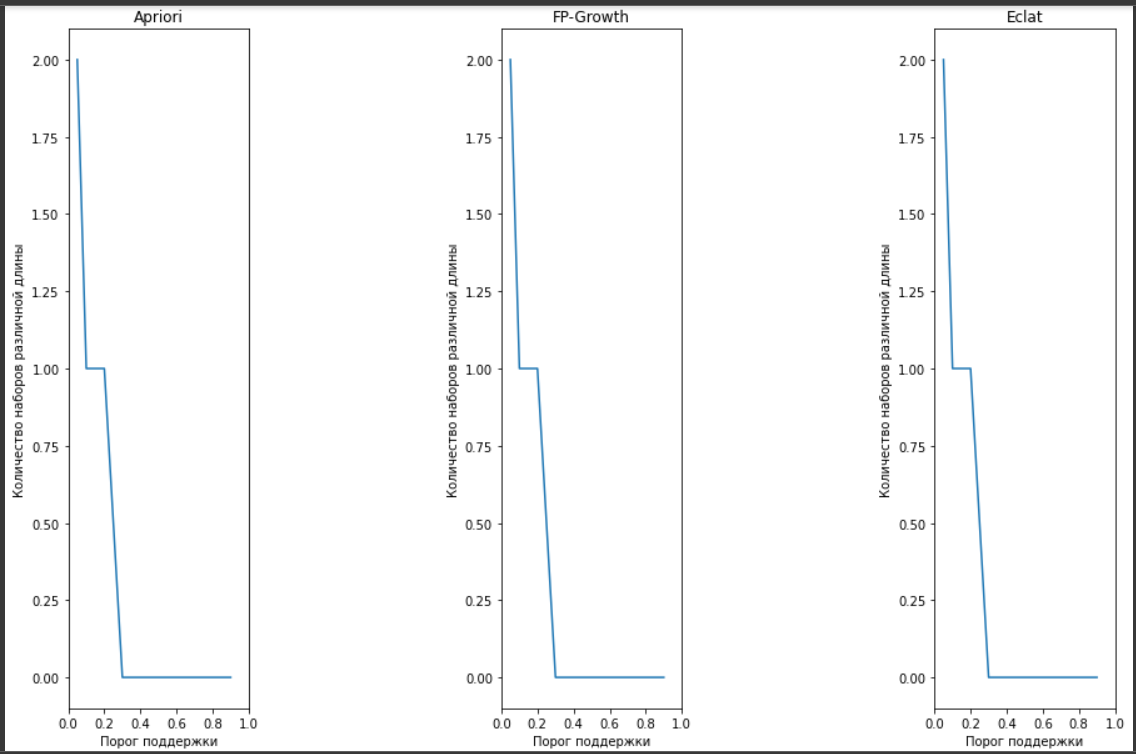 Apriori
2.00
1.75
1.50
1.25
1.00
0.75
0.50
0.25
0.00
Количество наборов различной длины
0.0 0.2 0.4 0.6 0.8 1.0
Порог поддержки
FP-Growth
2.00
1.75
1.50
1.25
1.00
0.75
0.50
0.25
0.00
Количество наборов различной длины
0.0 0.2 0.4 0.6 0.8 1.0
Порог поддержки
Eclat
2.00
1.75
1.50
1.25
1.00
0.75
0.50
0.25
0.00
Количество наборов различной длины
0.0 0.2 0.4 0.6 0.8 1.0
Порог поддержки